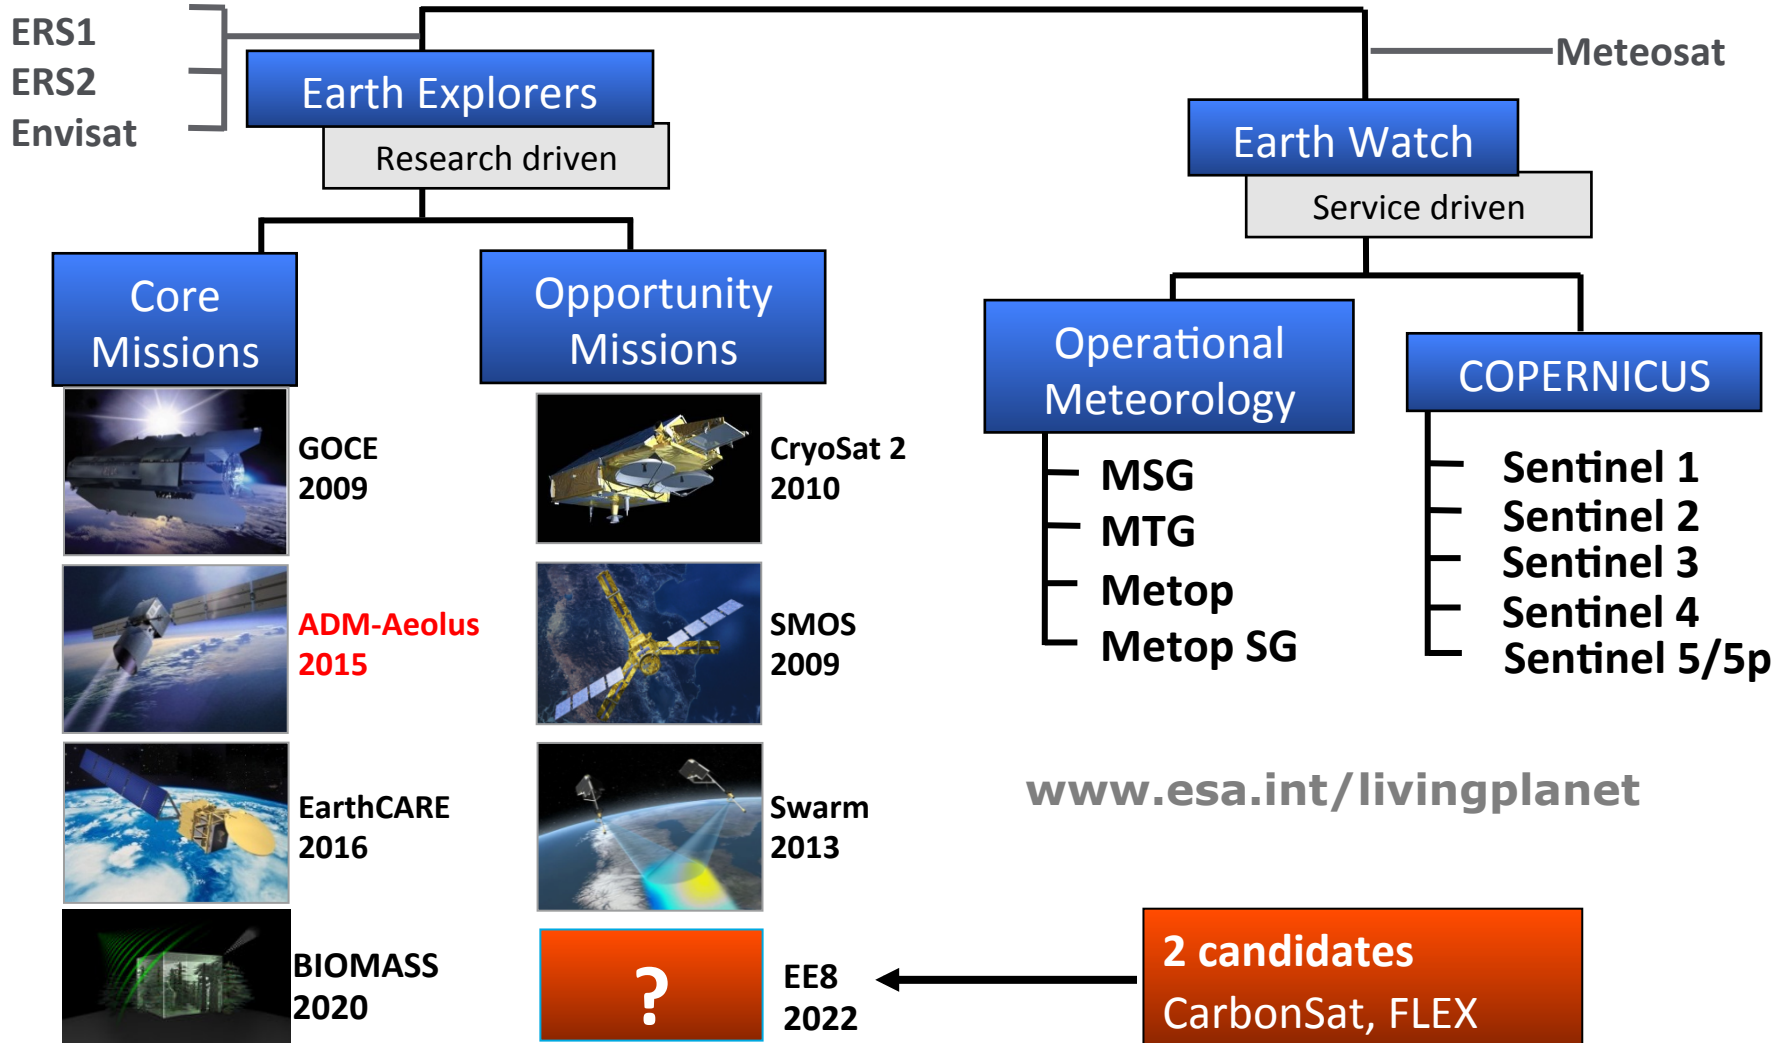 ERS1
ERS2
Envisat
Earth Explorers
Research driven
Meteosat
Earth Watch
Service driven
Core
Missions
Opportunity
Missions
Operational
Meteorology
COPERNICUS
GOCE
2009
ADM-Aeolus
2015
EarthCARE
2016
BIOMASS
2020
CryoSat 2
2010
SMOS
2009
Swarm
2013
?
EE8
2022
MSG
MTG
Metop
Metop SG
Sentinel 1
Sentinel 2
Sentinel 3
Sentinel 4
Sentinel 5/5p
www.esa.int/livingplanet
2 candidates
CarbonSat, FLEX